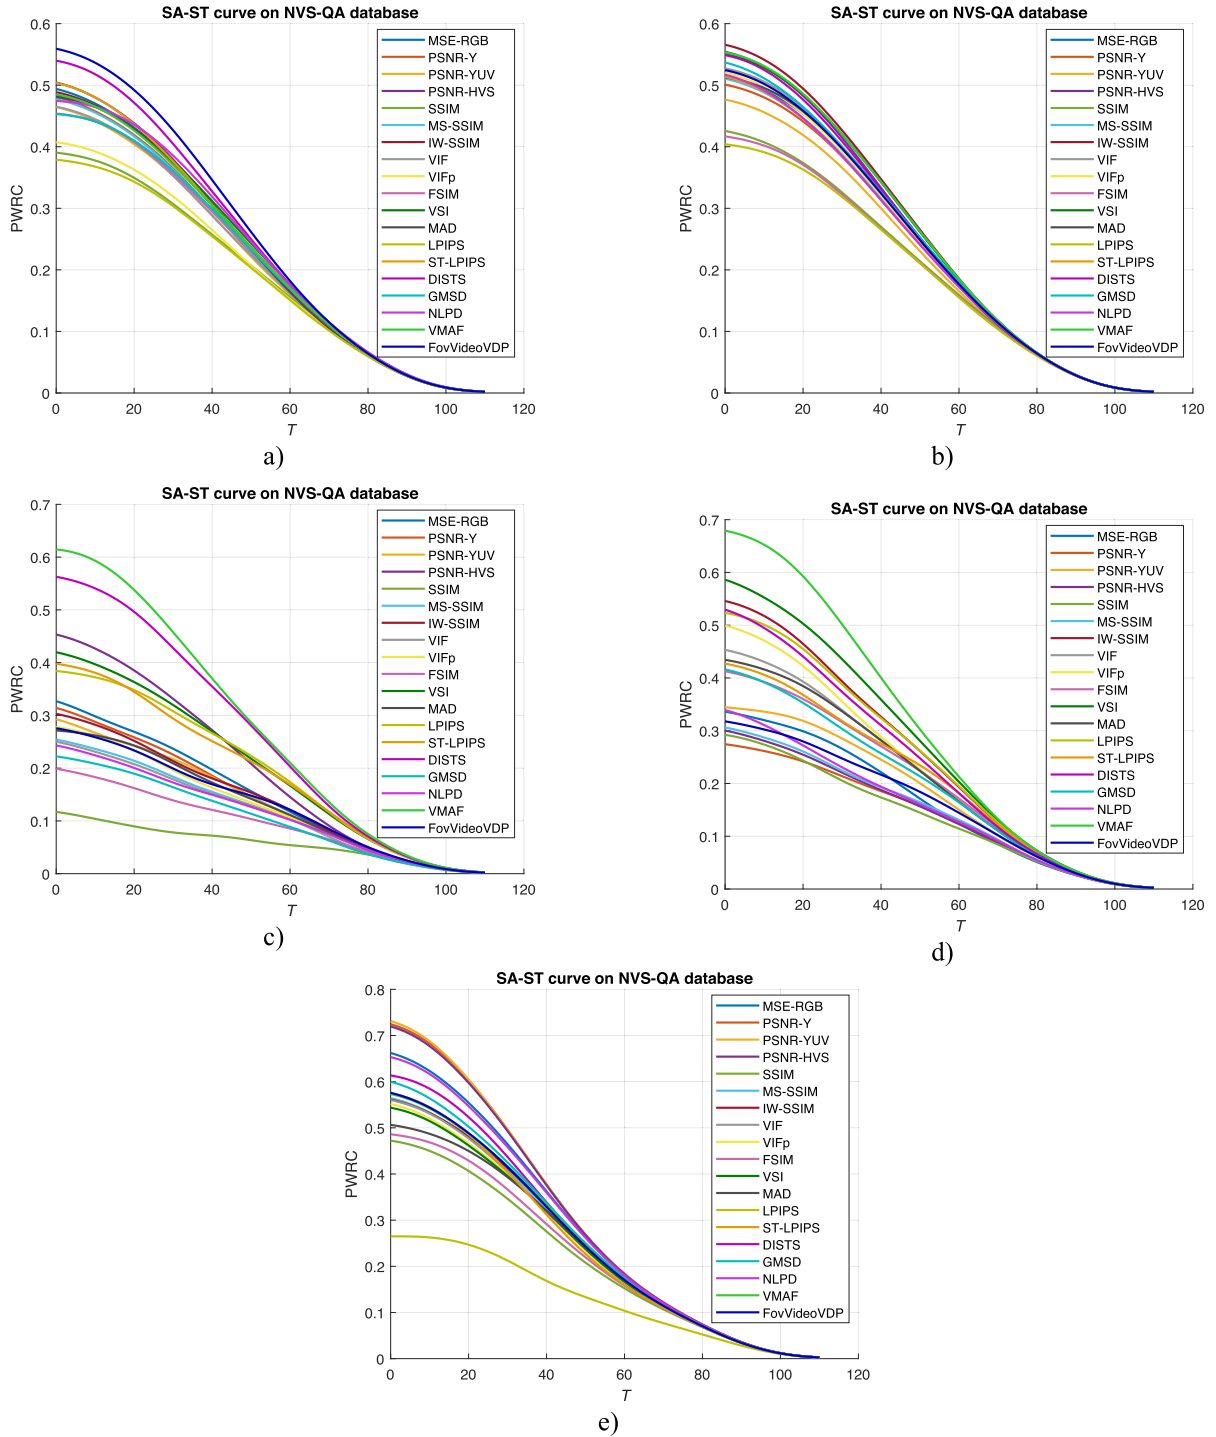 SA-ST curve on NVS-QA database
0.6
0.5
0.4
0.3
0.2
0.1
0
PWRC
0 20 40 60 80 100 120
T
MSE-RGB
PSNR-Y
PSNR-YUV
PSNR-HVS
SSIM
MS-SSIM
IW-SSIM
VIF
VIFp
FSIM
VSI
MAD
LPIPS
ST-LPIPS
DISTS
GMSD
NLPD
VMAF
FovVideoVDP
a)
SA-ST curve on NVS-QA database
0.6
0.5
0.4
0.3
0.2
0.1
0
PWRC
0 20 40 60 80 100 120
T
MSE-RGB
PSNR-Y
PSNR-YUV
PSNR-HVS
SSIM
MS-SSIM
IW-SSIM
VIF
VIFp
FSIM
VSI
MAD
LPIPS
ST-LPIPS
DISTS
GMSD
NLPD
VMAF
FovVideoVDP
b)
SA-ST curve on NVS-QA database
0.7
0.6
0.5
0.4
0.3
0.2
0.1
0
PWRC
0 20 40 60 80 100 120
T
MSE-RGB
PSNR-Y
PSNR-YUV
PSNR-HVS
SSIM
MS-SSIM
IW-SSIM
VIF
VIFp
FSIM
VSI
MAD
LPIPS
ST-LPIPS
DISTS
GMSD
NLPD
VMAF
FovVideoVDP
c)
SA-ST curve on NVS-QA database
0.7
0.6
0.5
0.4
0.3
0.2
0.1
0
PWRC
0 20 40 60 80 100 120
T
MSE-RGB
PSNR-Y
PSNR-YUV
PSNR-HVS
SSIM
MS-SSIM
IW-SSIM
VIF
VIFp
FSIM
VSI
MAD
LPIPS
ST-LPIPS
DISTS
GMSD
NLPD
VMAF
FovVideoVDP
d)
SA-ST curve on NVS-QA database
0.8
0.7
0.6
0.5
0.4
0.3
0.2
0.1
0
PWRC
0 20 40 60 80 100 120
T
MSE-RGB
PSNR-Y
PSNR-YUV
PSNR-HVS
SSIM
MS-SSIM
IW-SSIM
VIF
VIFp
FSIM
VSI
MAD
LPIPS
ST-LPIPS
DISTS
GMSD
NLPD
VMAF
FovVideoVDP
e)